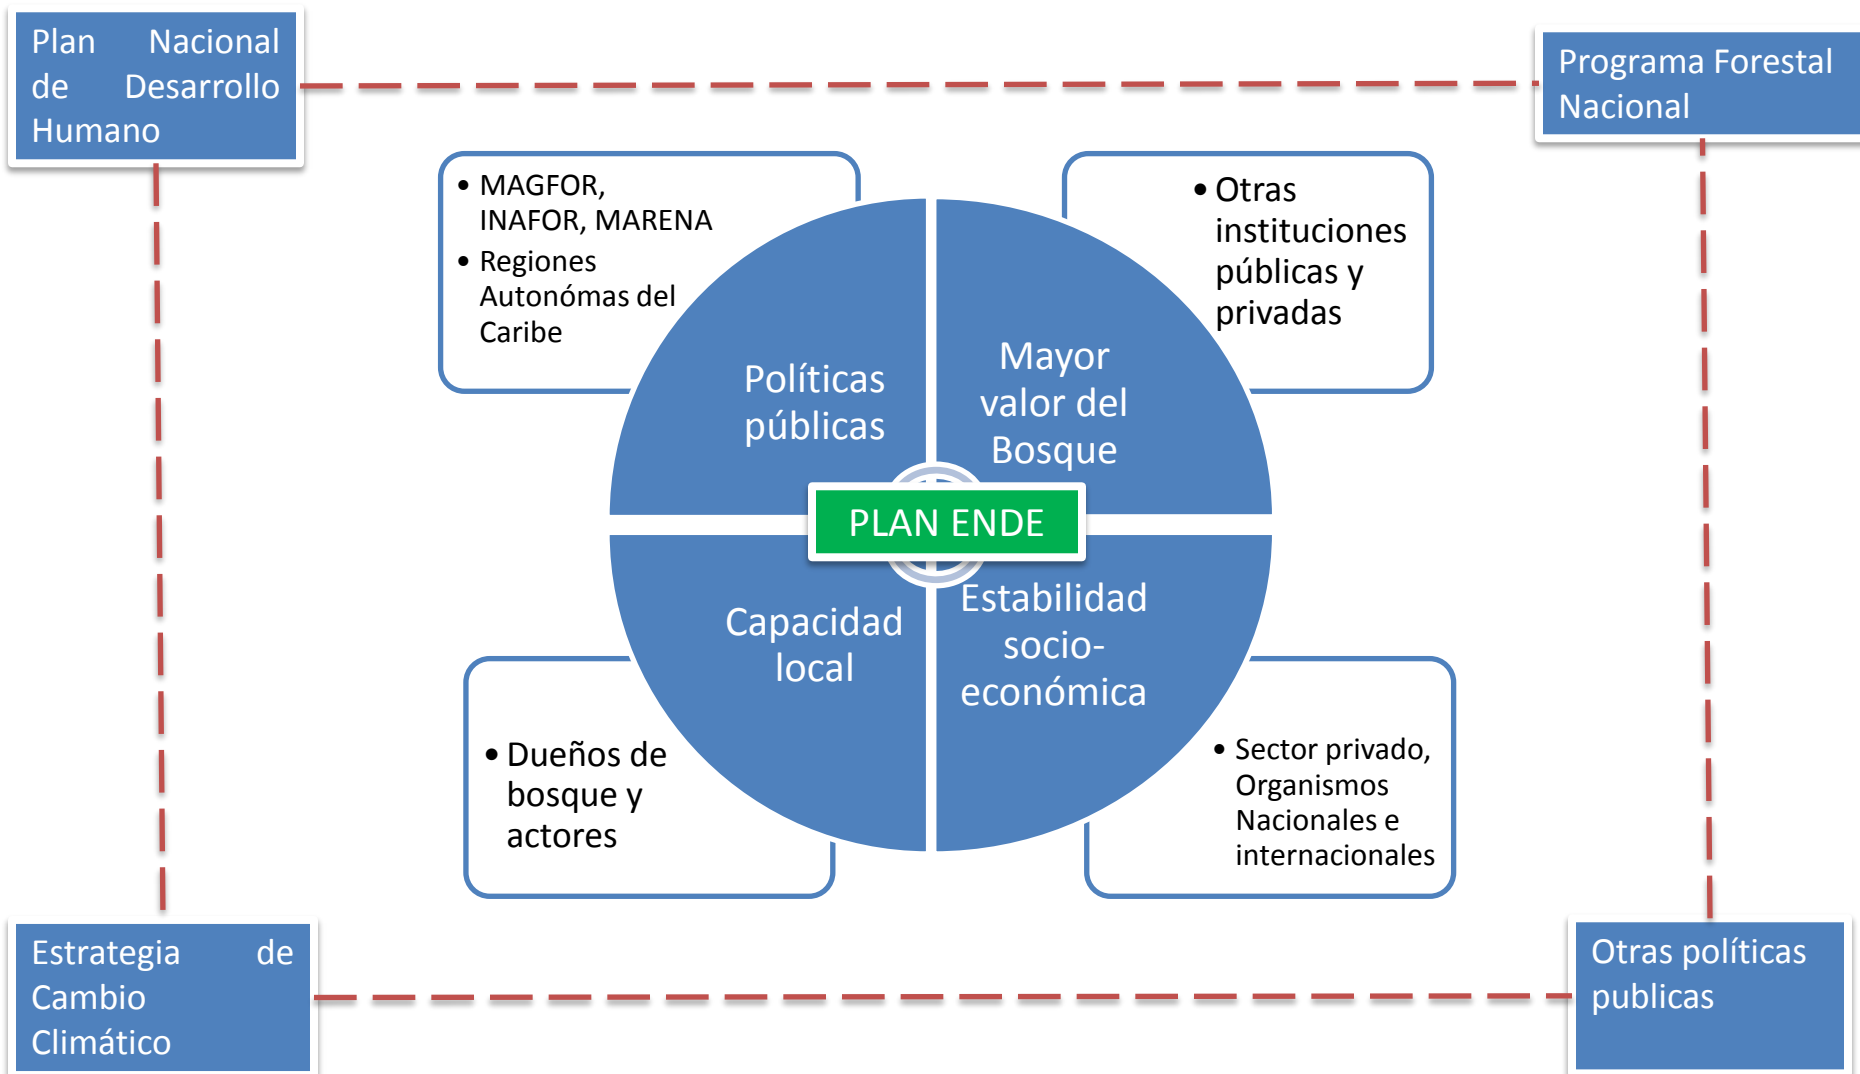 Plan Nacional
de Desarrollo
Humano
Programa Forestal
Nacional
• MAGFOR,
INAFOR, MARENA
• Regiones
Autonómas del
Caribe
• Otras
instituciones
públicas y
privadas
Políticas
públicas
Mayor
valor del
Bosque
PLAN ENDE
Capacidad
local
Estabilidad
socio-
económica
• Dueños de
bosque y
actores
• Sector privado,
Organismos
Nacionales e
internacionales
Estrategia de
Cambio
Climático
Otras políticas
publicas